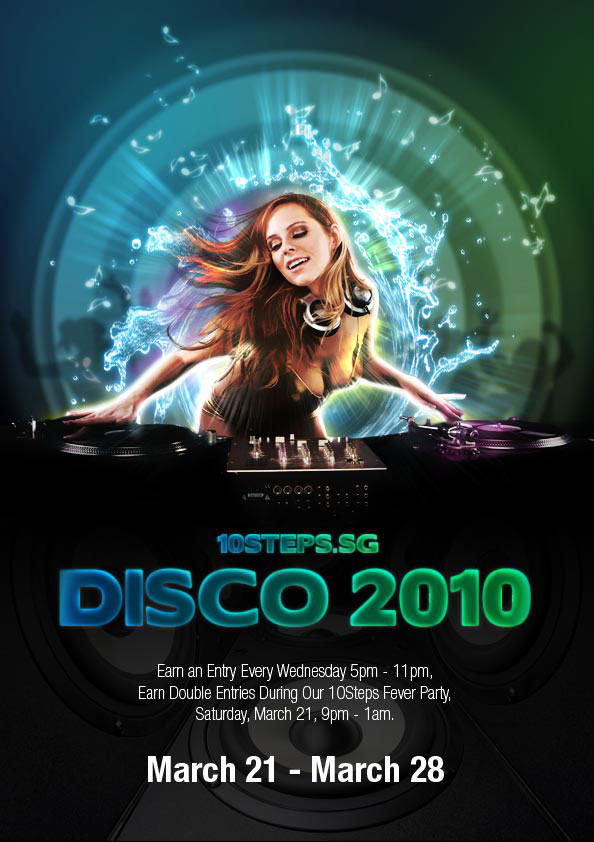 10STEPS.SG
DISCO 2010
Earn an Entry Every Wednesday 5pm - 11pm,
Earn Double Entries During Our 10Steps Fever Party,
Saturday, March 21, 9pm - 1am.
March 21 - March 28